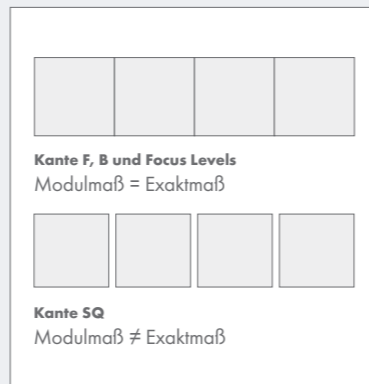 Kante F, B und Focus Levels
Modulmaß = Exaktmaß
Kante SQ
Modulmaß ≠ Exaktmaß